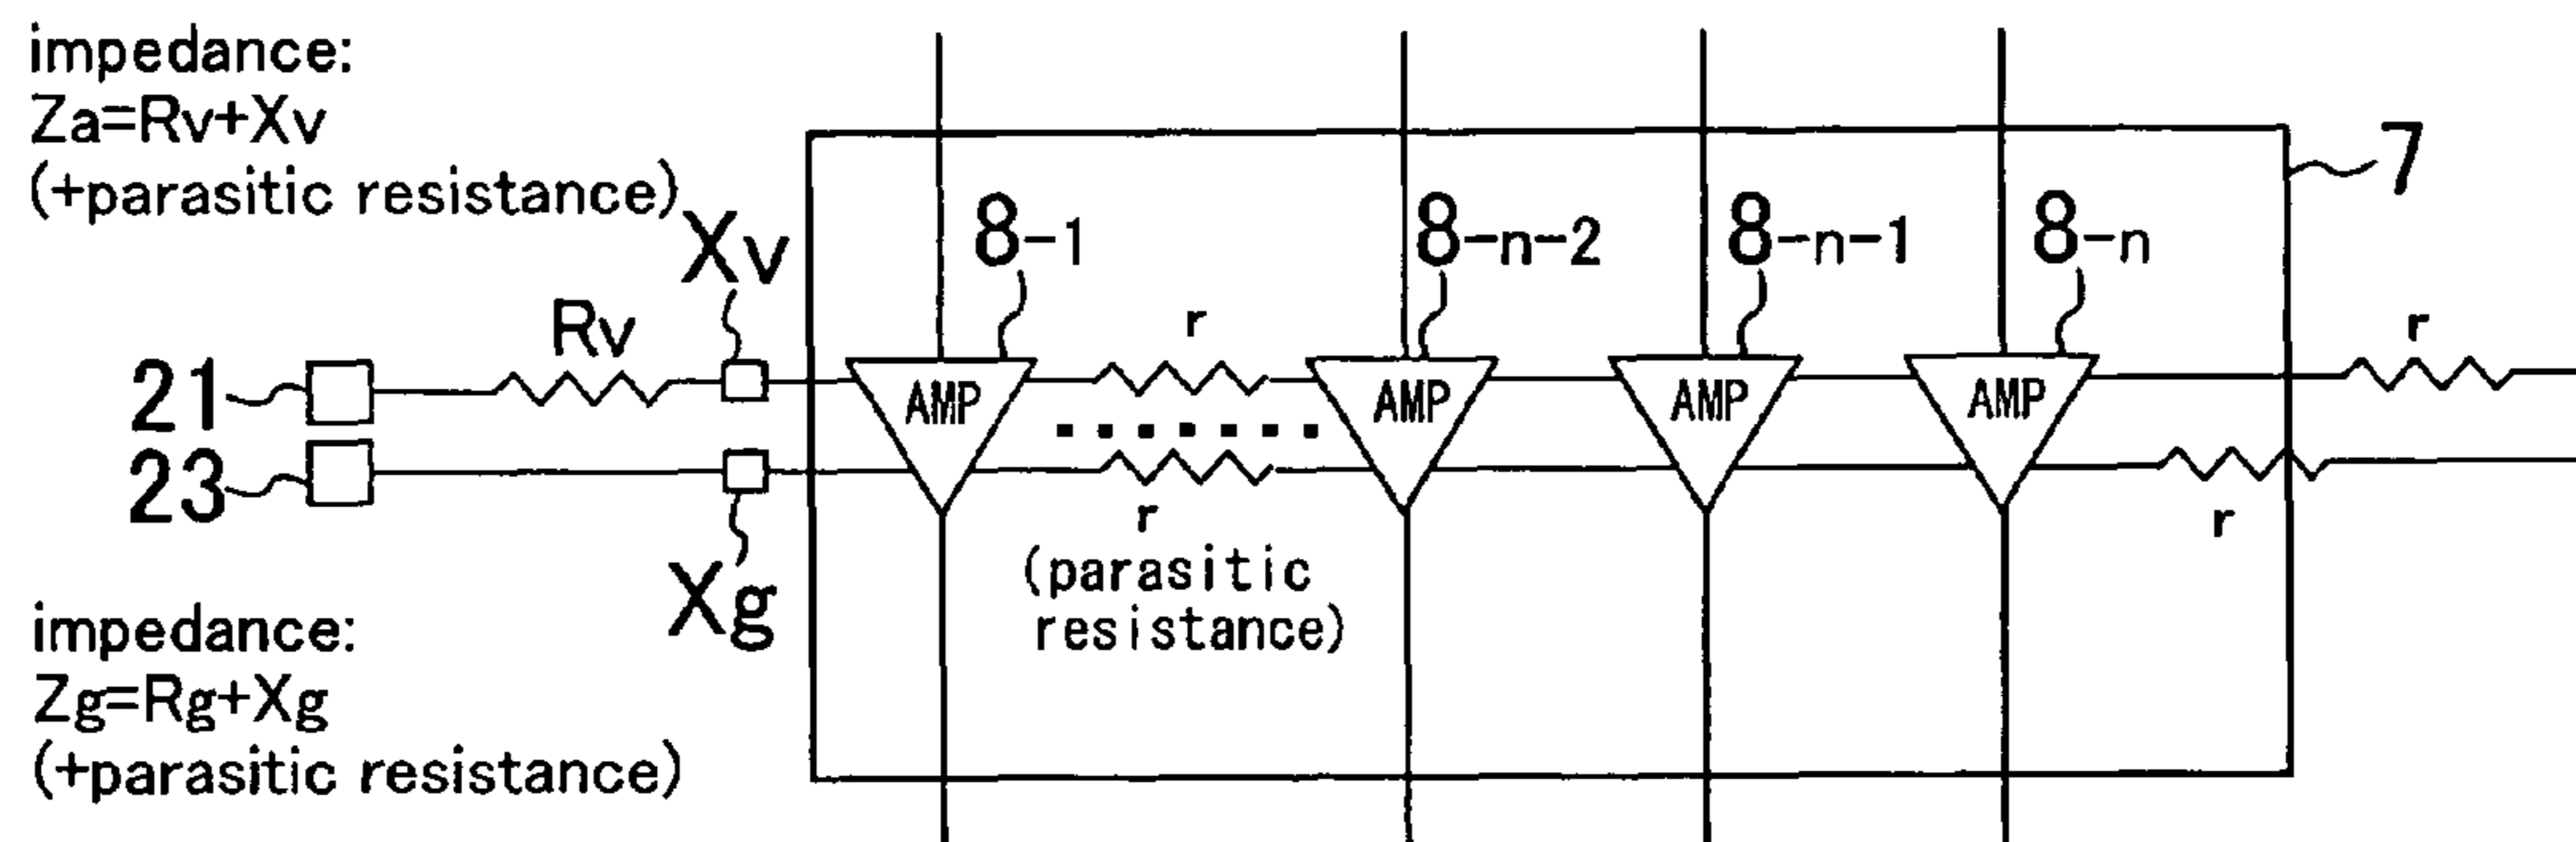 impedance:
Za=Rv+Xv
(+parasitic resistance)
Xv
8-1
8-n-2
8-n-1
8-n
7
Rv
r
r
21
AMP
AMP
AMP
AMP
23
r
(parasitic
resistance)
r
Xg
impedance:
Zg=Rg+Xg
(+parasitic resistance)